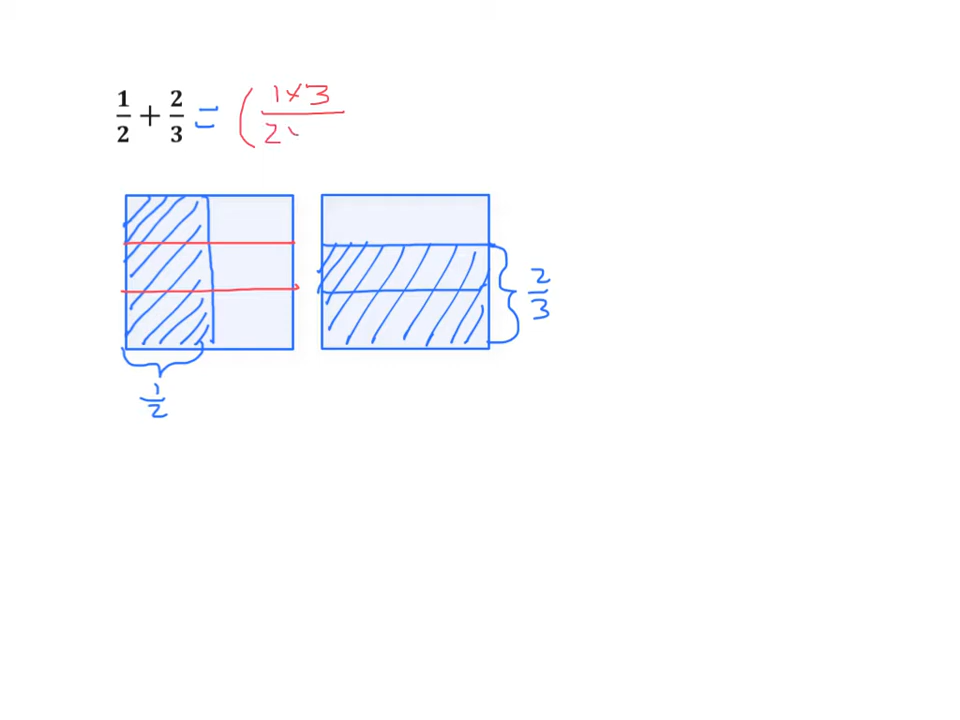 1/2 + 2/3 = (1×3/2
2/3
1/2